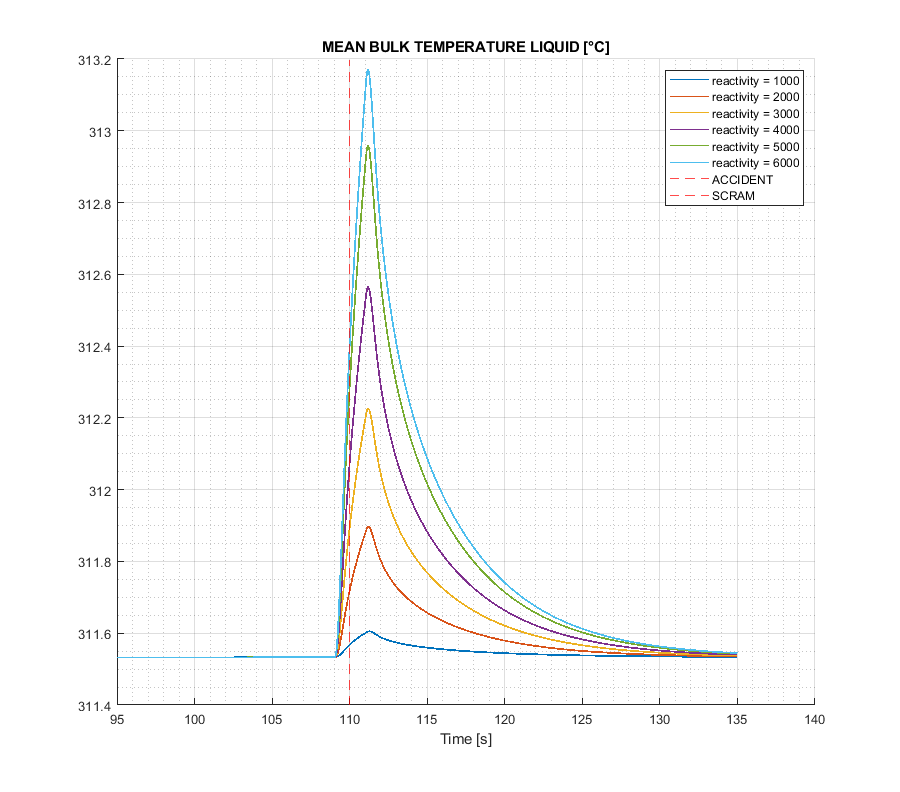 MEAN BULK TEMPERATURE LIQUID [°C]
313.2
313
312.8
312.6
312.4
312.2
312
311.8
311.6
311.4
reactivity = 1000
reactivity = 2000
reactivity = 3000
reactivity = 4000
reactivity = 5000
reactivity = 6000
ACCIDENT
SCRAM
95
100
105
110
115
120
125
130
135
140
Time [s]